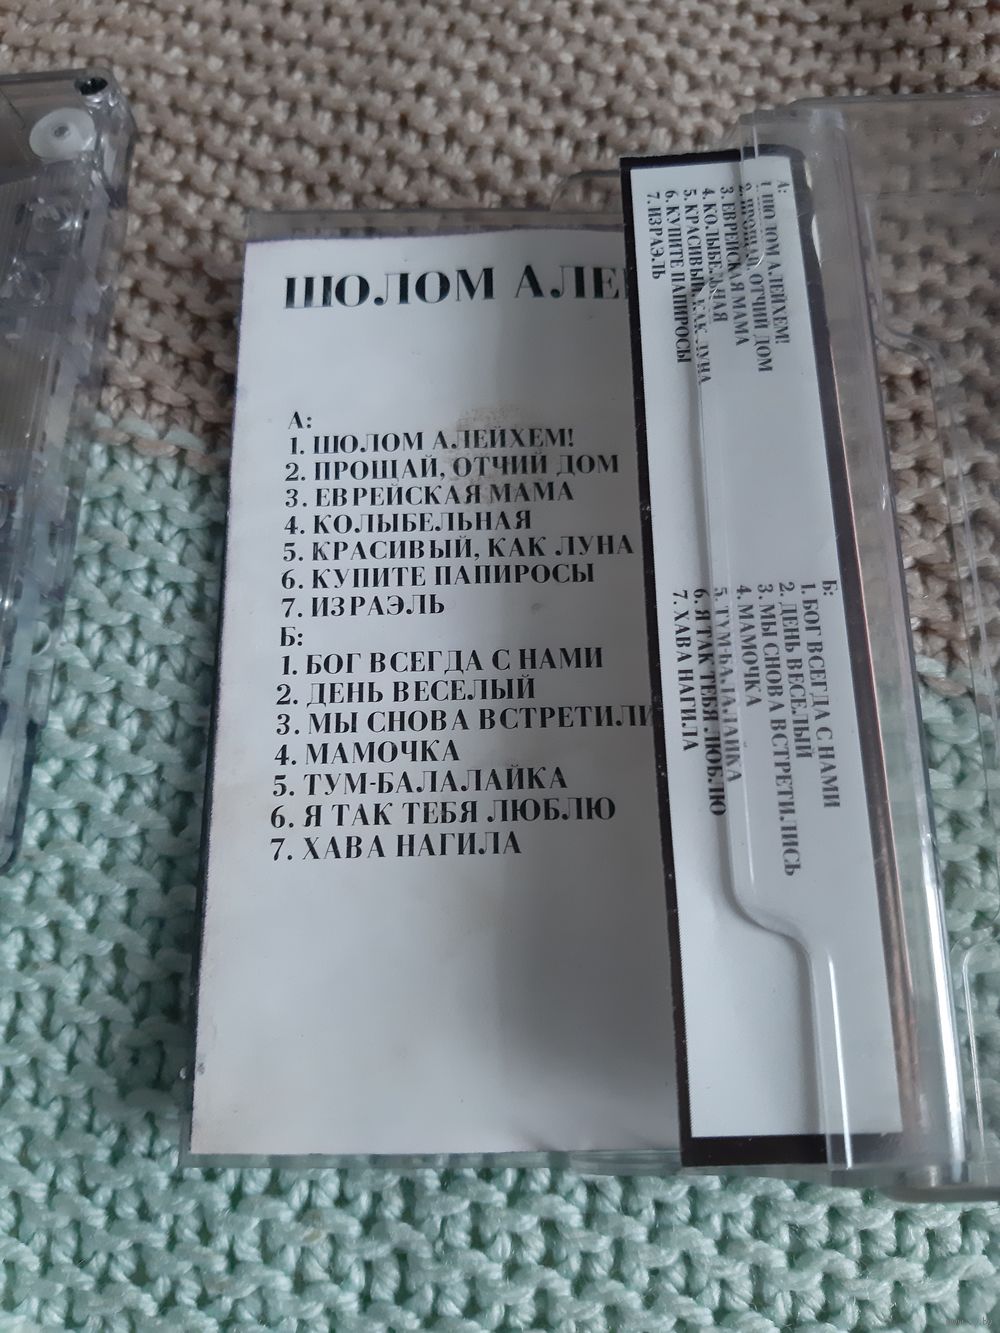 ШОЛОМ АЛЕ
А:
1. ШОЛОМ АЛЕЙХЕМ!
2. ПРОЩАЙ, ОТЧИЙ ДОМ
3. ЕВРЕЙСКАЯ МАМА
4. КОЛЫБЕЛЬНАЯ
5. КРАСИВЫЙ, КАК ЛУНА
6. КУПИТЕ ПАПИРОСЫ
7. ИЗРАЭЛЬ
Б:
1. БОГ ВСЕГДА С НАМИ
2. ДЕНЬ ВЕСЕЛЫЙ
3. МЫ СНОВА ВСТРЕТИЛИ
4. МАМОЧКА
5. ТУМ-БАЛАЛАЙКА
6. Я ТАК ТЕБЯ ЛЮБЛЮ
7. ХАВА НАГИЛА
А:
1. ШОЛОМ АЛЕЙХЕМ!
2. ПРОЩАЙ, ОТЧИЙ ДОМ
3. ЕВРЕЙСКАЯ МАМА
4. КОЛЫБЕЛЬНАЯ
5. КРАСИВЫЙ, КАК ЛУНА
6. КУПИТЕ ПАПИРОСЫ
7. ИЗРАЭЛЬ
Б:
1. БОГ ВСЕГДА С НАМИ
2. ДЕНЬ ВЕСЕЛЫЙ
3. МЫ СНОВА ВСТРЕТИЛИСЬ
4. МАМОЧКА
5. ТУМ-БАЛАЛАЙКА
6. Я ТАК ТЕБЯ ЛЮБЛЮ
7. ХАВА НАГИЛА